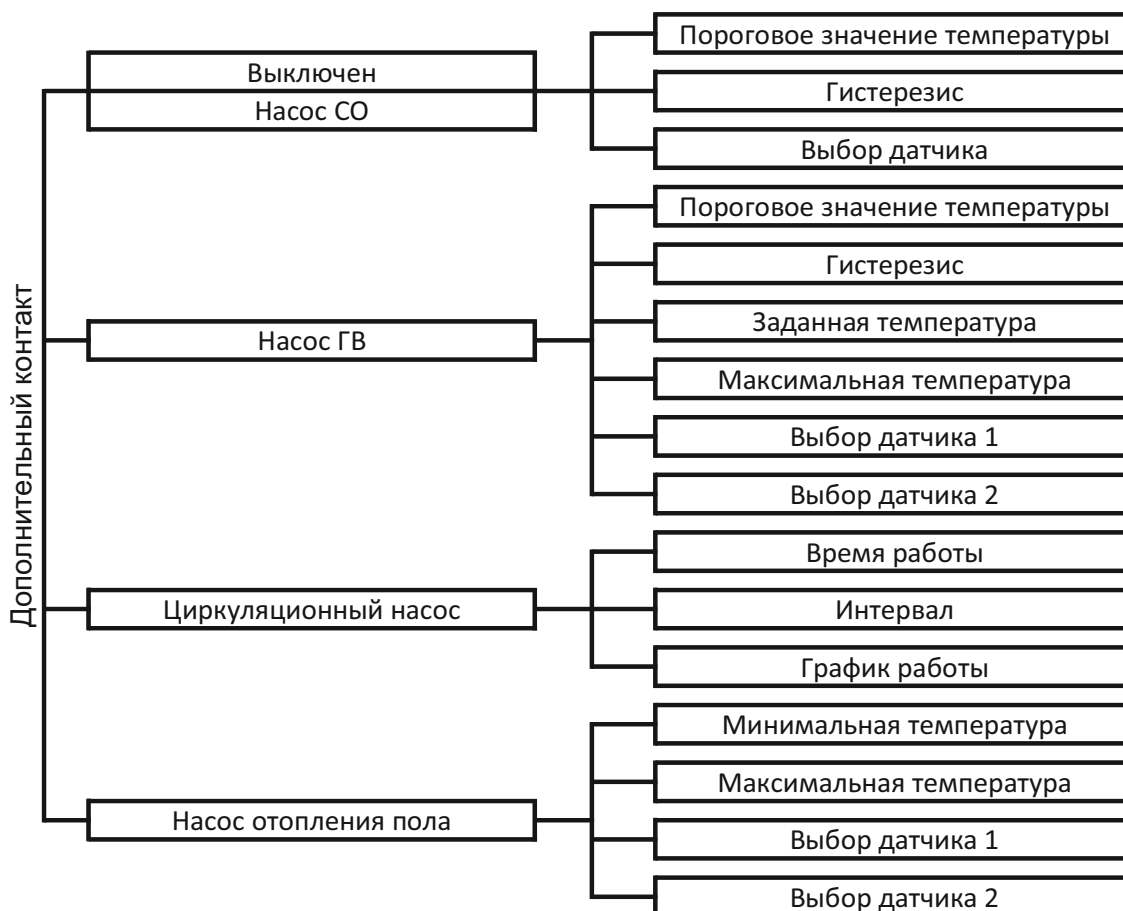 Дополнительный контакт
Выключен
Насос СО
Пороговое значение температуры
Гистерезис
Выбор датчика
Насос ГВ
Пороговое значение температуры
Гистерезис
Заданная температура
Максимальная температура
Выбор датчика 1
Выбор датчика 2
Циркуляционный насос
Время работы
Интервал
График работы
Насос отопления пола
Минимальная температура
Максимальная температура
Выбор датчика 1
Выбор датчика 2